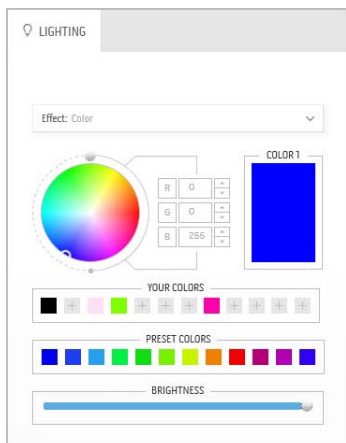 LIGHTING
Effect: Color
COLOR 1
R 0
G 0
B 255
YOUR COLORS
PRESET COLORS
BRIGHTNESS